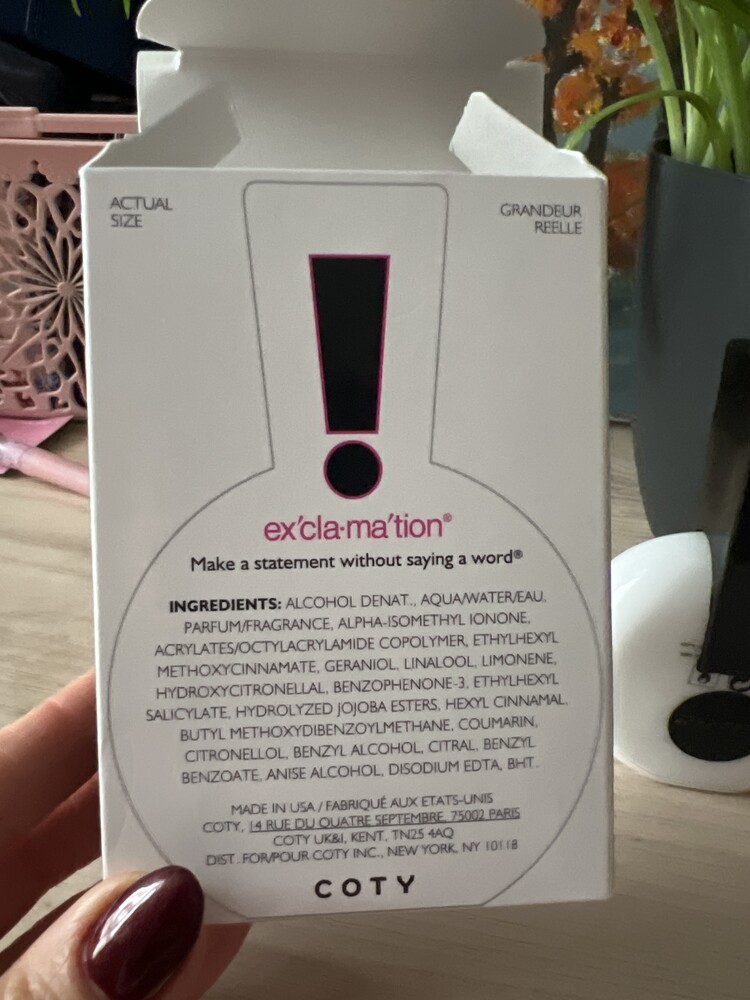 ACTUAL
SIZE
GRANDEUR
RÉELLE
ex'cla·ma'tion®
Make a statement without saying a word®
INGREDIENTS: ALCOHOL DENAT., AQUA/WATER/EAU,
PARFUM/FRAGRANCE, ALPHA-ISOMETHYL IONONE,
ACRYLATES/OCTYLACRYLAMIDE COPOLYMER, ETHYLHEXYL
METHOXYCINNAMATE, GERANIOL, LINALOOL, LIMONENE,
HYDROXYCITRONELLAL, BENZOPHENONE-3, ETHYLHEXYL
SALICYLATE, HYDROLYZED JOJOBA ESTERS, HEXYL CINNAMAL,
BUTYL METHOXYDIBENZOYLMETHANE, COUMARIN,
CITRONELLOL, BENZYL ALCOHOL, CITRAL, BENZYL
BENZOATE, ANISE ALCOHOL, DISODIUM EDTA, BHT.
MADE IN USA / FABRIQUÉ AUX ETATS-UNIS
COTY, 14 RUE DU QUATRE SEPTEMBRE, 75002 PARIS
COTY UK&I, KENT, TN25 4AQ
DIST. FOR/POUR COTY INC., NEW YORK, NY 10118
COTY